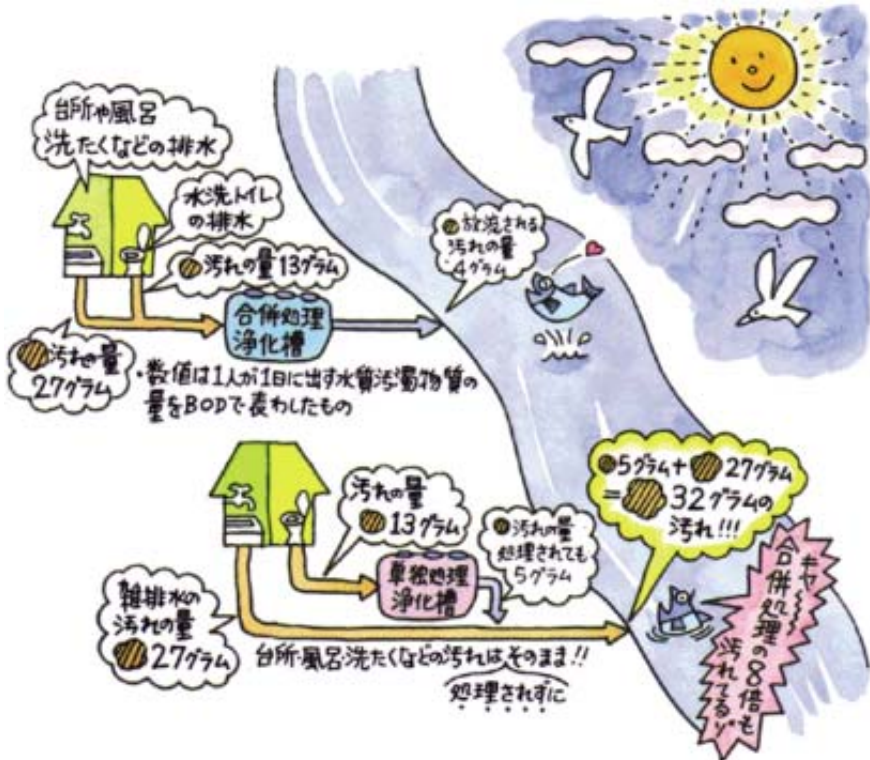 台所や風呂
洗たくなどの排水
水洗トイレ
の排水
汚れの量13グラム
合併処理
浄化槽
放流される
汚れの量
4グラム
汚れの量
27グラム
・数値は1人が1日に出す水質汚濁物質の
量をBODで表わしたもの
汚れの量
13グラム
単独処理
浄化槽
汚れの量
処理されても
5グラム
雑排水の
汚れの量
27グラム
台所・風呂・洗たくなどの汚れは、そのまま!!
処理されずに
5グラム+27グラム
=32グラムの
汚れ!!!
キャー
合併処理の8倍も
汚れてるゾ